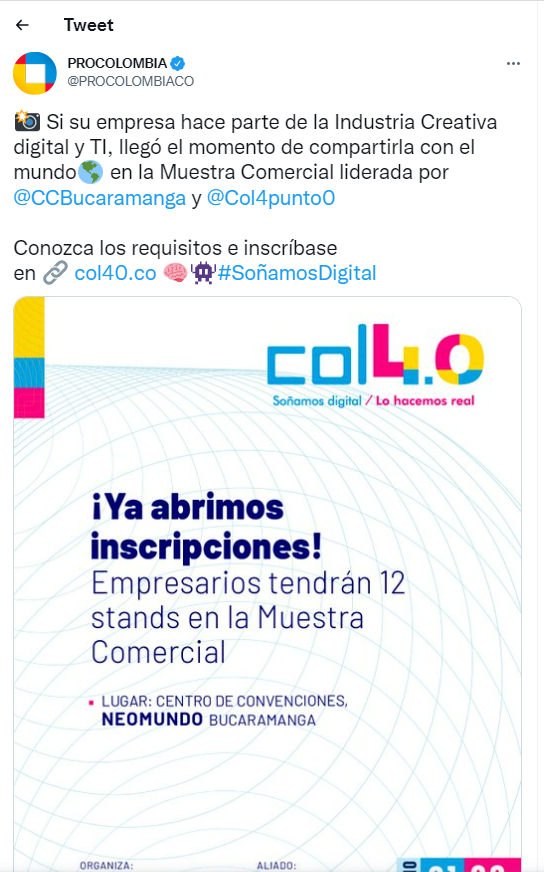 Tweet
PROCOLOMBIA
@PROCOLOMBIACO
Si su empresa hace parte de la Industria Creativa
digital y TI, llegó el momento de compartirla con el
mundo🌎 en la Muestra Comercial liderada por
@CCBucaramanga y @Col4punto0
Conozca los requisitos e inscríbase
en 🔗 col40.co 🧠👾#SoñamosDigital
col4.0
Soñamos digital / Lo hacemos real
¡Ya abrimos
inscripciones!
Empresarios tendrán 12
stands en la Muestra
Comercial
LUGAR: CENTRO DE CONVENCIONES,
NEOMUNDO BUCARAMANGA
ORGANIZA: ALIADO: